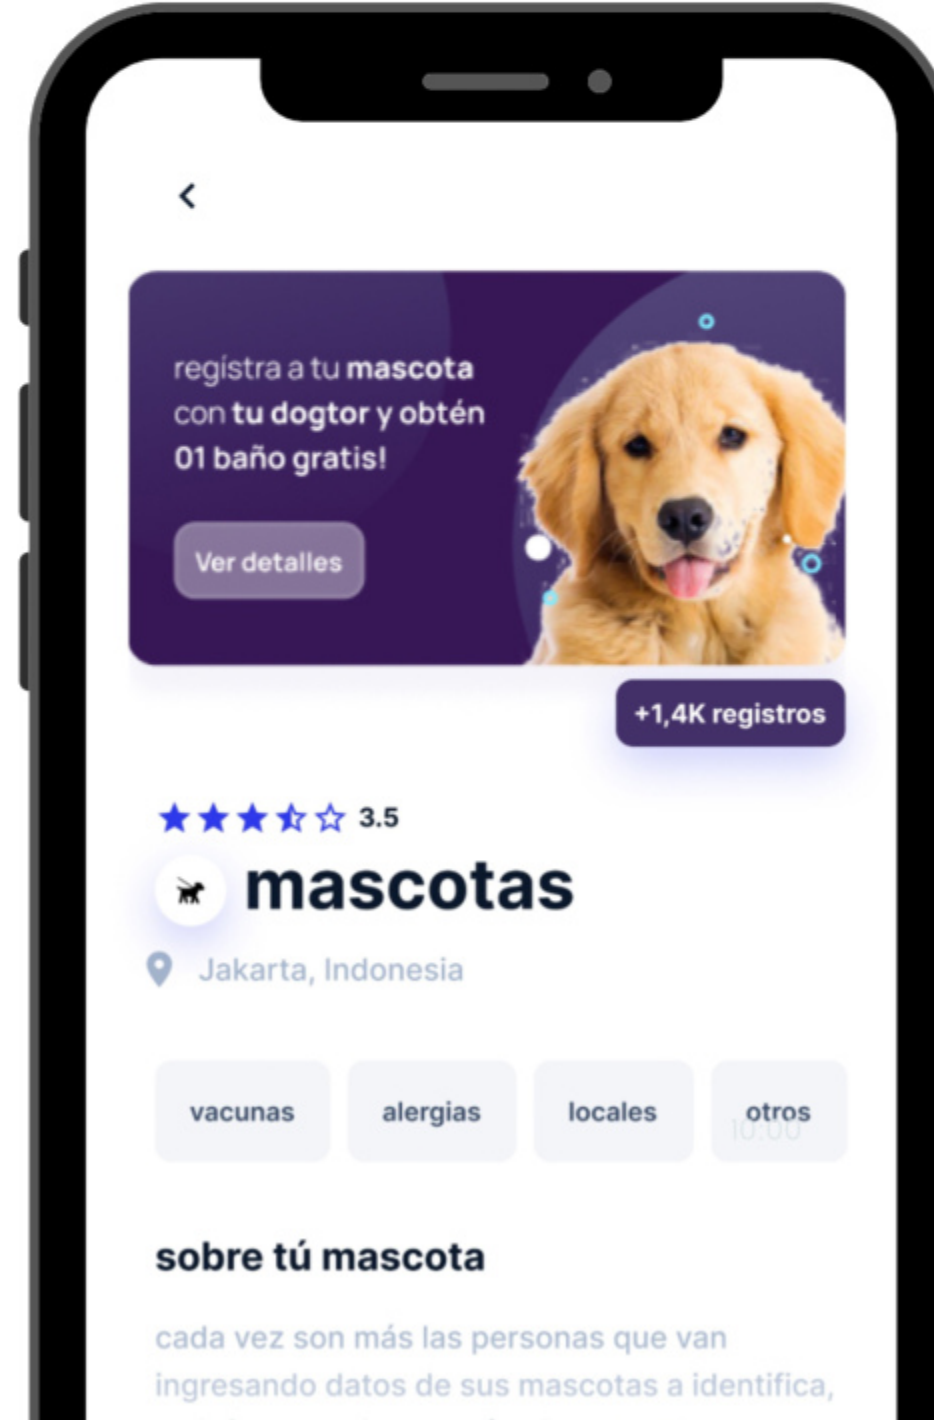 regístra a tu mascota
con tu dogtor y obtén
01 baño gratis!
Ver detalles
+1,4K registros
3.5
mascotas
Jakarta, Indonesia
vacunas
alergias
locales
otros
10:00
sobre tú mascota
cada vez son más las personas que van
ingresando datos de sus mascotas a identifica,